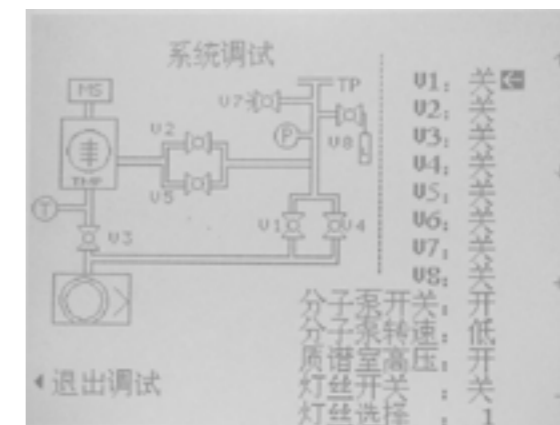 系统调试
MS
TP
V7
V2
P
V8
TMP
V5
T
V1
V4
V3
V1: 关
V2: 关
V3: 关
V4: 关
V5: 关
V6: 关
V7: 关
V8: 关
分子泵开关: 开
分子泵转速: 低
质谱室高压: 开
灯丝开关 : 关
灯丝选择 : 1
退出调试